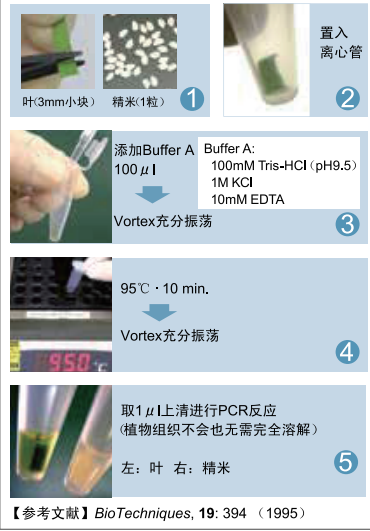 叶(3mm小块) 精米(1粒) 1
置入
离心管
2
添加Buffer A
100μl
Vortex充分振荡
Buffer A:
100mM Tris-HCl(pH9.5)
1M KCl
10mM EDTA
3
95℃·10 min.
Vortex充分振荡
950 ℃
4
取1μl上清进行PCR反应
(植物组织不会也无需完全溶解)
左：叶 右：精米
5
【参考文献】BioTechniques, 19: 394 (1995)